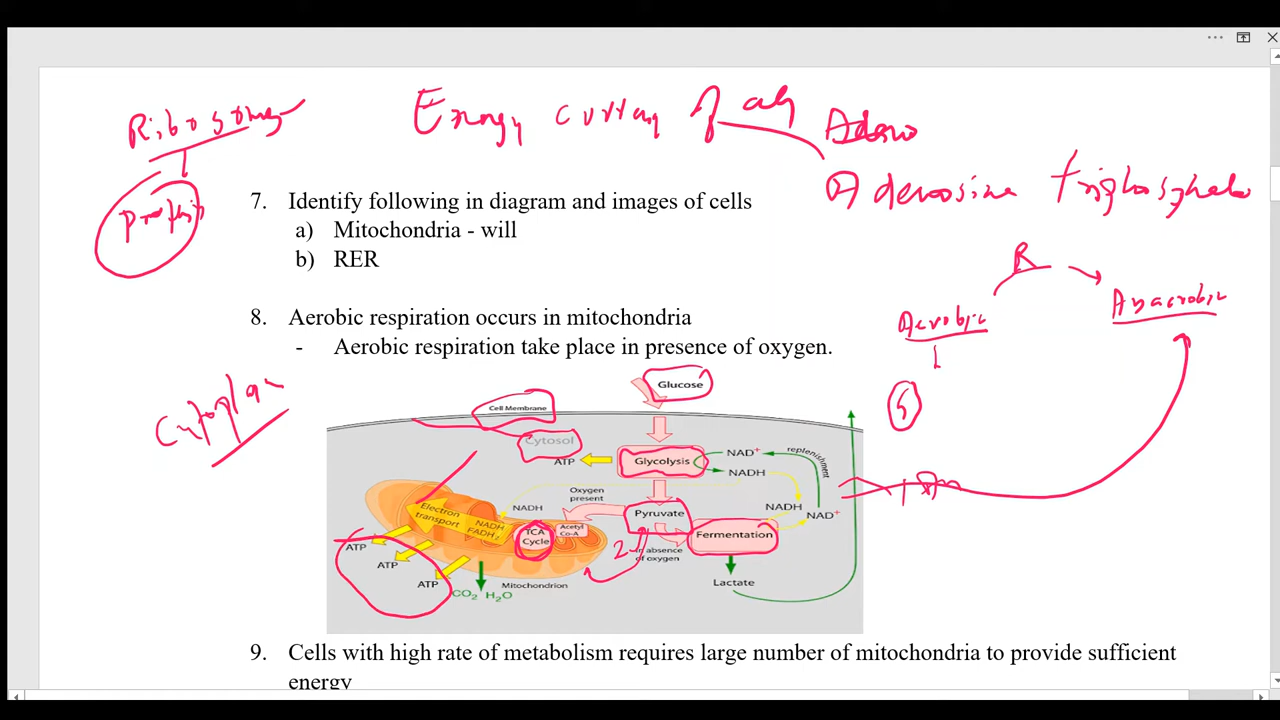 Ribosomes
Energy currency of cell
Adeno
Adenosine triphosphate
7. Identify following in diagram and images of cells
a) Mitochondria - will
b) RER
R
Aerobic
Anaerobic
8. Aerobic respiration occurs in mitochondria
- Aerobic respiration take place in presence of oxygen.
Cytoplasm
Glucose
Cell Membrane
Cytosol
ATP
Glycolysis
NAD+
NADH
replenishment
Oxygen present
NADH
Pyruvate
NADH
NAD+
Electron transport
NADH
FADH2
TCA Cycle
Acetyl Co-A
2
In absence of oxygen
Fermentation
ATP
ATP
ATP
CO2 H2O
Mitochondrion
Lactate
9. Cells with high rate of metabolism requires large number of mitochondria to provide sufficient
energy